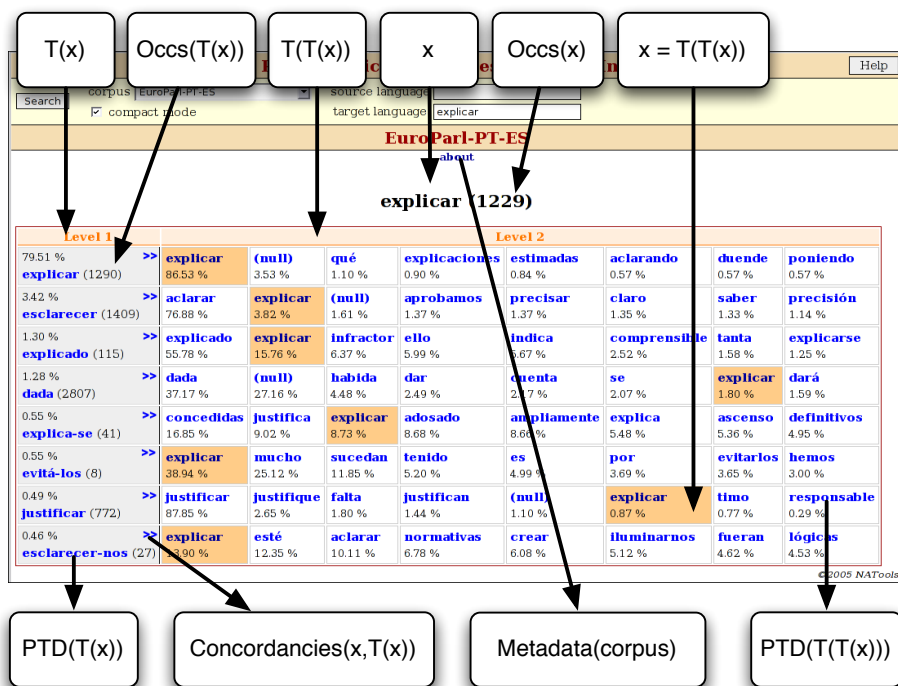 T(x) Occs(T(x)) T(T(x)) x Occs(x) x = T(T(x))
Help
corpus EuroParl-PT-ES source language
Search
compact mode target language explicar
EuroParl-PT-ES
about
explicar (1229)
Level 1 Level 2
79.51 % >> explicar (null) qué explicaciones estimadas aclarando duende poniendo
explicar (1290) 86.53 % 3.53 % 1.10 % 0.90 % 0.84 % 0.57 % 0.57 % 0.57 %
3.42 % >> aclarar explicar (null) aprobamos precisar claro saber precisión
esclarecer (1409) 76.88 % 3.82 % 1.61 % 1.37 % 1.37 % 1.35 % 1.33 % 1.14 %
1.30 % >> explicado explicar infractor ello indica comprensible tanta explicarse
explicado (115) 55.78 % 15.76 % 6.37 % 5.99 % 5.67 % 2.52 % 1.58 % 1.25 %
1.28 % >> dada (null) habida dar cuenta se explicar dará
dada (2807) 37.17 % 27.16 % 4.48 % 2.49 % 2.07 % 1.80 % 1.59 %
0.55 % >> concedidas justifica explicar adosado ampliamente explica ascenso definitivos
explica-se (41) 16.85 % 9.02 % 8.73 % 8.68 % 8.66 % 5.48 % 5.36 % 4.95 %
0.55 % >> explicar mucho sucedan tenido es por evitarlos hemos
evitá-los (8) 38.94 % 25.12 % 11.85 % 5.20 % 4.99 % 3.69 % 3.65 % 3.00 %
0.49 % >> justificar justifique falta justifican (null) explicar timo responsable
justificar (772) 87.85 % 2.65 % 1.80 % 1.44 % 1.10 % 0.87 % 0.77 % 0.29 %
0.46 % >> explicar esté aclarar normativas crear iluminarnos fueran lógicas
esclarecer-nos (27) 13.90 % 12.35 % 10.11 % 6.78 % 6.08 % 5.12 % 4.62 % 4.53 %
©2005 NATools
PTD(T(x)) Concordancies(x,T(x)) Metadata(corpus) PTD(T(T(x)))